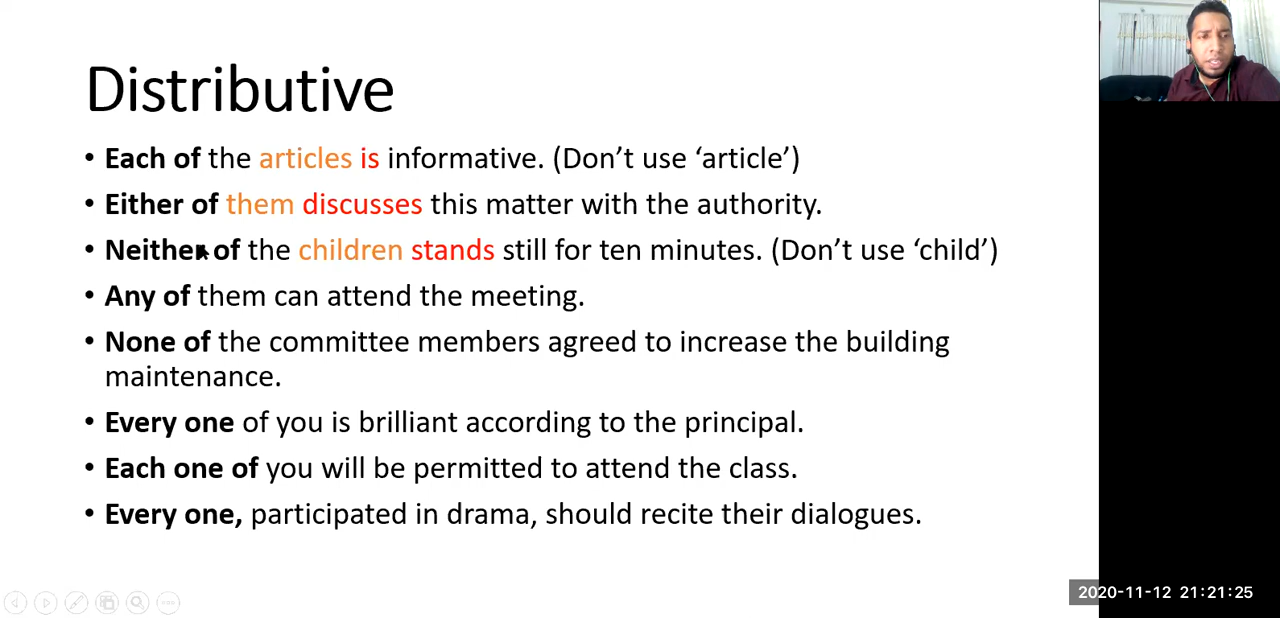 Distributive
• Each of the articles is informative. (Don’t use ‘article’)
• Either of them discusses this matter with the authority.
• Neither of the children stands still for ten minutes. (Don’t use ‘child’)
• Any of them can attend the meeting.
• None of the committee members agreed to increase the building
maintenance.
• Every one of you is brilliant according to the principal.
• Each one of you will be permitted to attend the class.
• Every one, participated in drama, should recite their dialogues.
2020-11-12 21:21:25